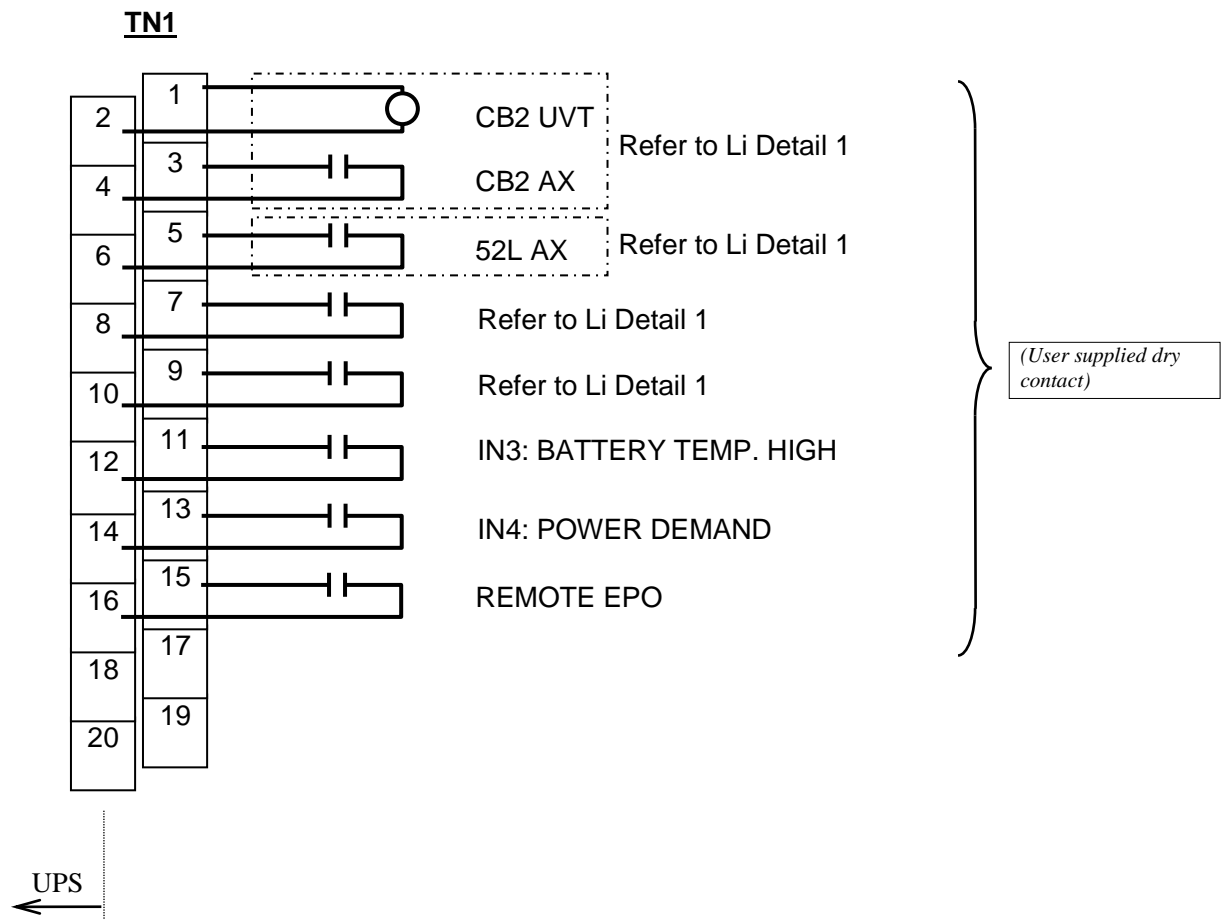 TN1
1
2
CB2 UVT
Refer to Li Detail 1
3
4
CB2 AX
5
6
52L AX
Refer to Li Detail 1
7
8
Refer to Li Detail 1
9
10
Refer to Li Detail 1
11
12
IN3: BATTERY TEMP. HIGH
13
14
IN4: POWER DEMAND
15
16
REMOTE EPO
17
18
19
20
(User supplied dry
contact)
UPS